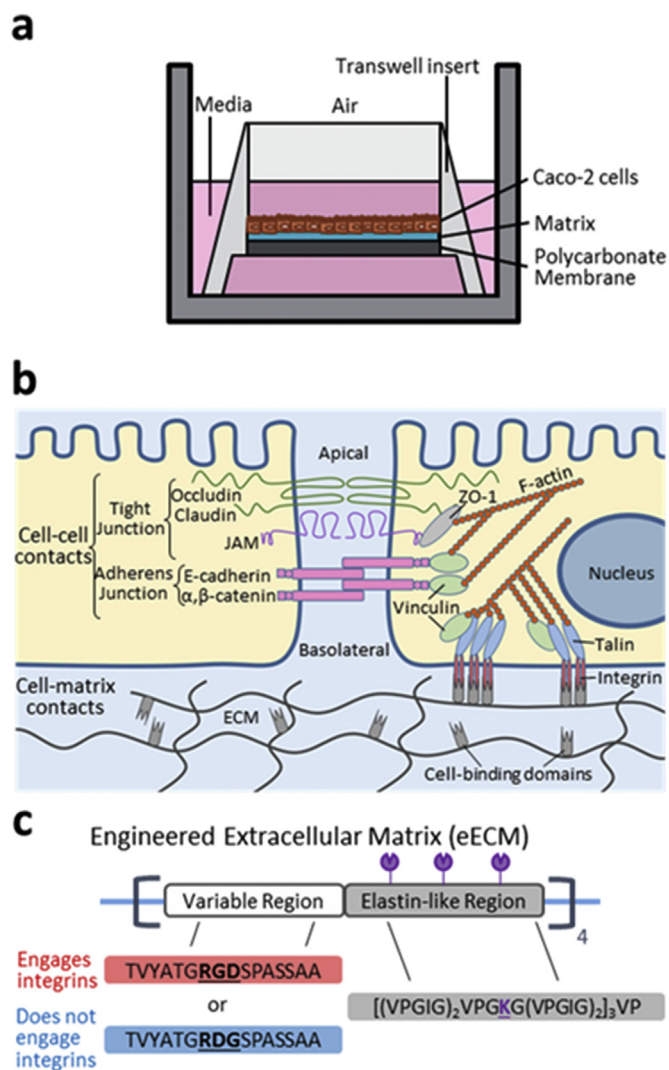 a
Transwell insert
Media
Air
Caco-2 cells
Matrix
Polycarbonate
Membrane
b
Apical
F-actin
ZO-1
Cell-cell
contacts
Tight
Junction
Occludin
Claudin
JAM
Adherens
Junction
E-cadherin
α,β-catenin
Nucleus
Vinculin
Talin
Basolateral
Integrin
Cell-matrix
contacts
ECM
Cell-binding domains
c
Engineered Extracellular Matrix (eECM)
Variable Region
Elastin-like Region
4
Engages
integrins
TVYATGRGDSPASSAA
or
[(VPGIG)₂VPGKG(VPGIG)₂]₃VP
Does not
engage
integrins
TVYATGRDGSPASSAA